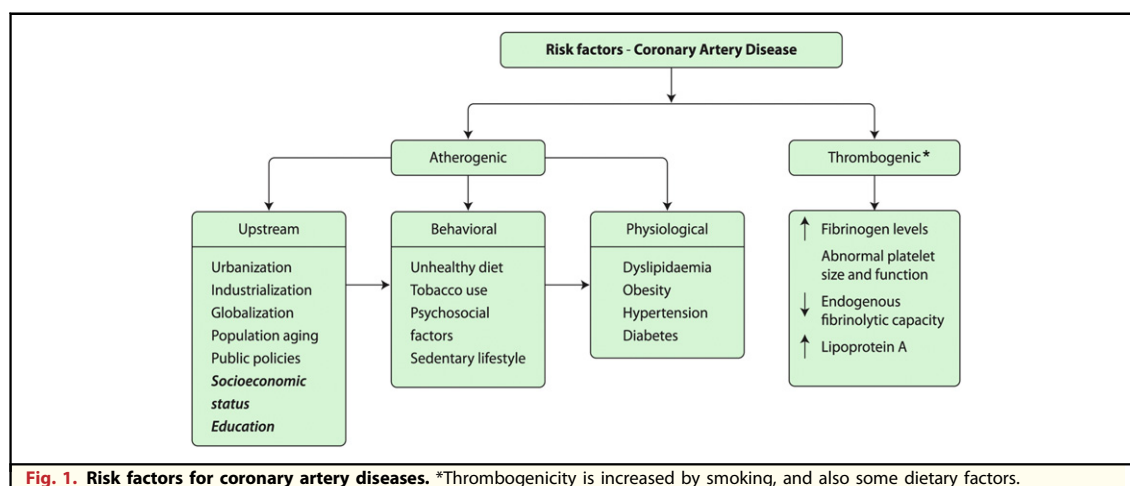 Risk factors - Coronary Artery Disease
Atherogenic
Thrombogenic*
Upstream
Urbanization
Industrialization
Globalization
Population aging
Public policies
Socioeconomic
status
Education
Behavioral
Unhealthy diet
Tobacco use
Psychosocial
factors
Sedentary lifestyle
Physiological
Dyslipidaemia
Obesity
Hypertension
Diabetes
↑ Fibrinogen levels
Abnormal platelet
size and function
↓ Endogenous
fibrinolytic capacity
↑ Lipoprotein A
Fig. 1. Risk factors for coronary artery diseases. *Thrombogenicity is increased by smoking, and also some dietary factors.